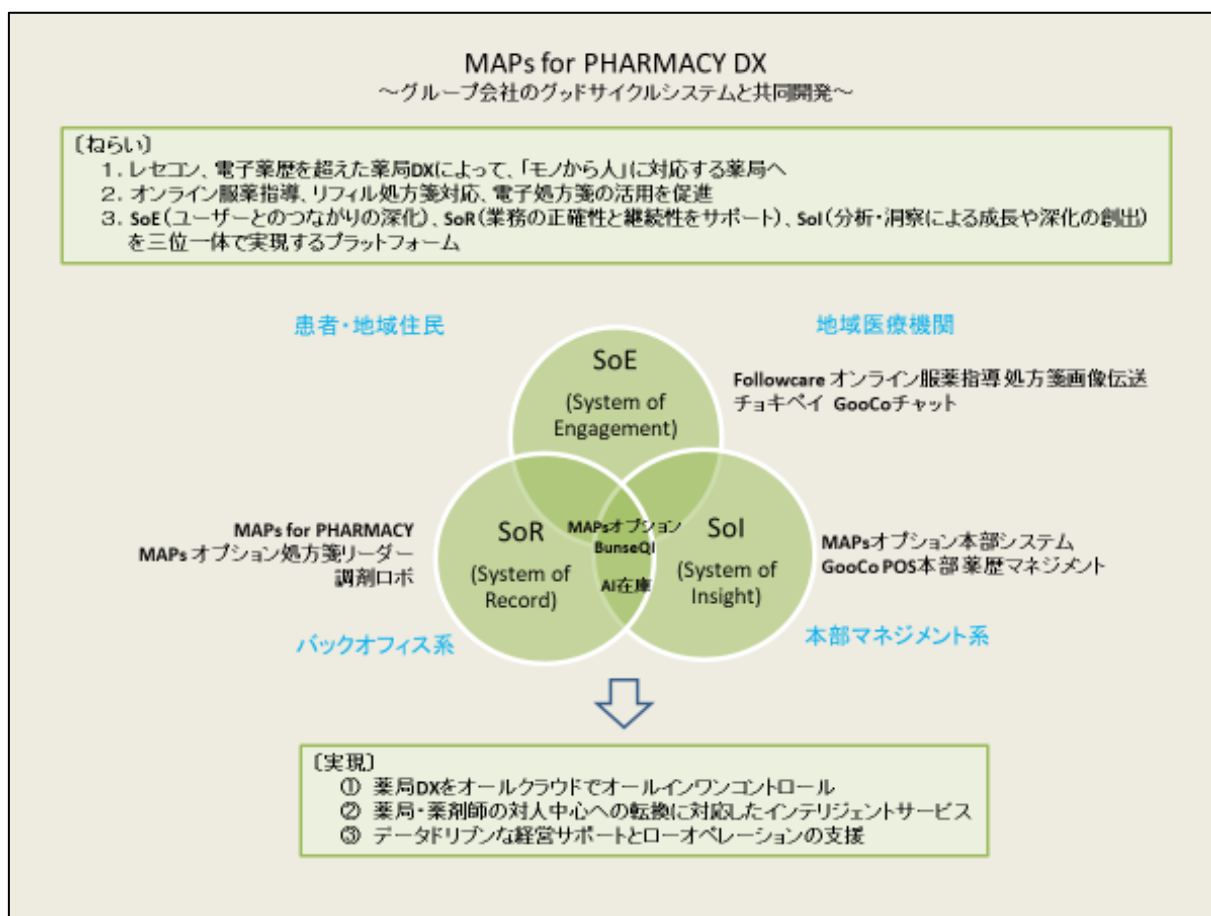 MAPs for PHARMACY DX
～グループ会社のグッドサイクルシステムと共同開発～
〔ねらい〕
1. レセコン、電子薬歴を超えた薬局DXによって、「モノから人」に対応する薬局へ
2. オンライン服薬指導、リフィル処方箋対応、電子処方箋の活用を促進
3. SoE（ユーザーとのつながりの深化）、SoR（業務の正確性と継続性をサポート）、SoI（分析・洞察による成長や深化の創出）
を三位一体で実現するプラットフォーム
患者・地域住民
地域医療機関
SoE
(System of
Engagement)
Followcare オンライン服薬指導 処方箋画像伝送
チョキペイ GooCoチャット
MAPs for PHARMACY
MAPs オプション処方箋リーダー
調剤ロボ
SoR
(System of
Record)
MAPsオプション
BunseQI
AI在庫
SoI
(System of
Insight)
MAPsオプション本部システム
GooCo POS本部 薬歴マネジメント
バックオフィス系
本部マネジメント系
〔実現〕
① 薬局DXをオールクラウドでオールインワンコントロール
② 薬局・薬剤師の対人中心への転換に対応したインテリジェントサービス
③ データドリブンな経営サポートとローオペレーションの支援